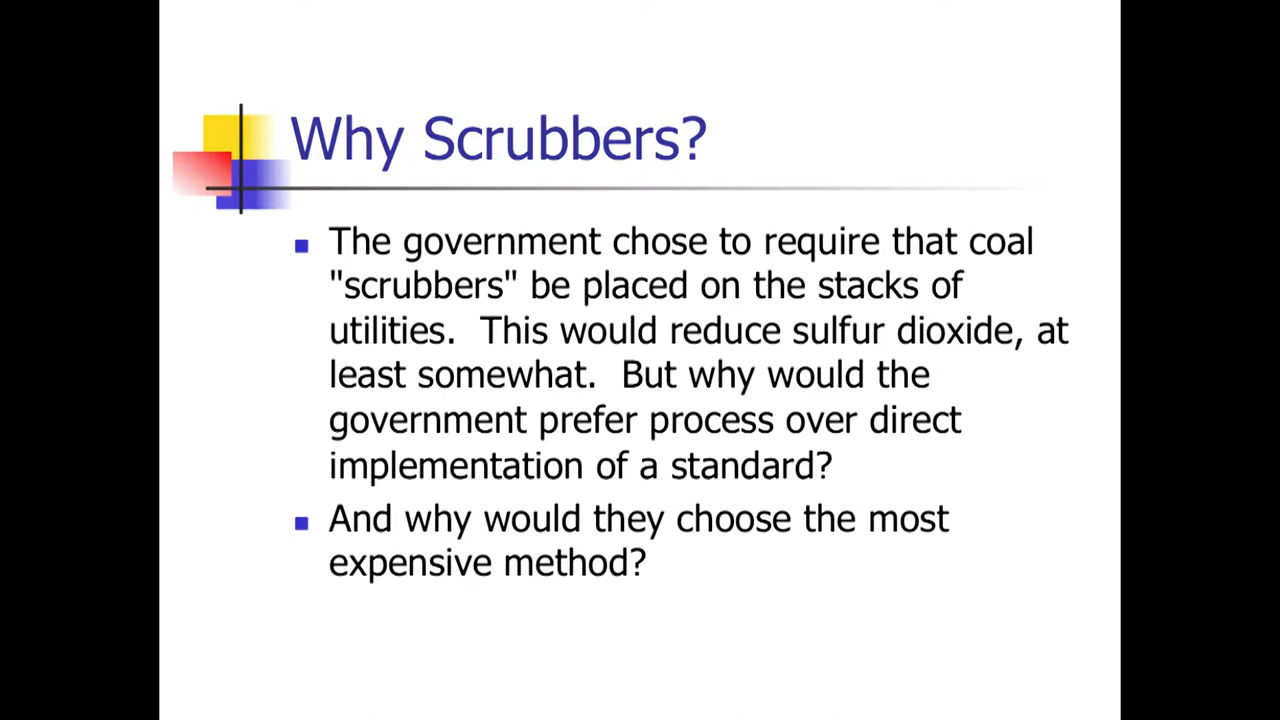 Why Scrubbers?
The government chose to require that coal
"scrubbers" be placed on the stacks of
utilities.  This would reduce sulfur dioxide, at
least somewhat.  But why would the
government prefer process over direct
implementation of a standard?
And why would they choose the most
expensive method?